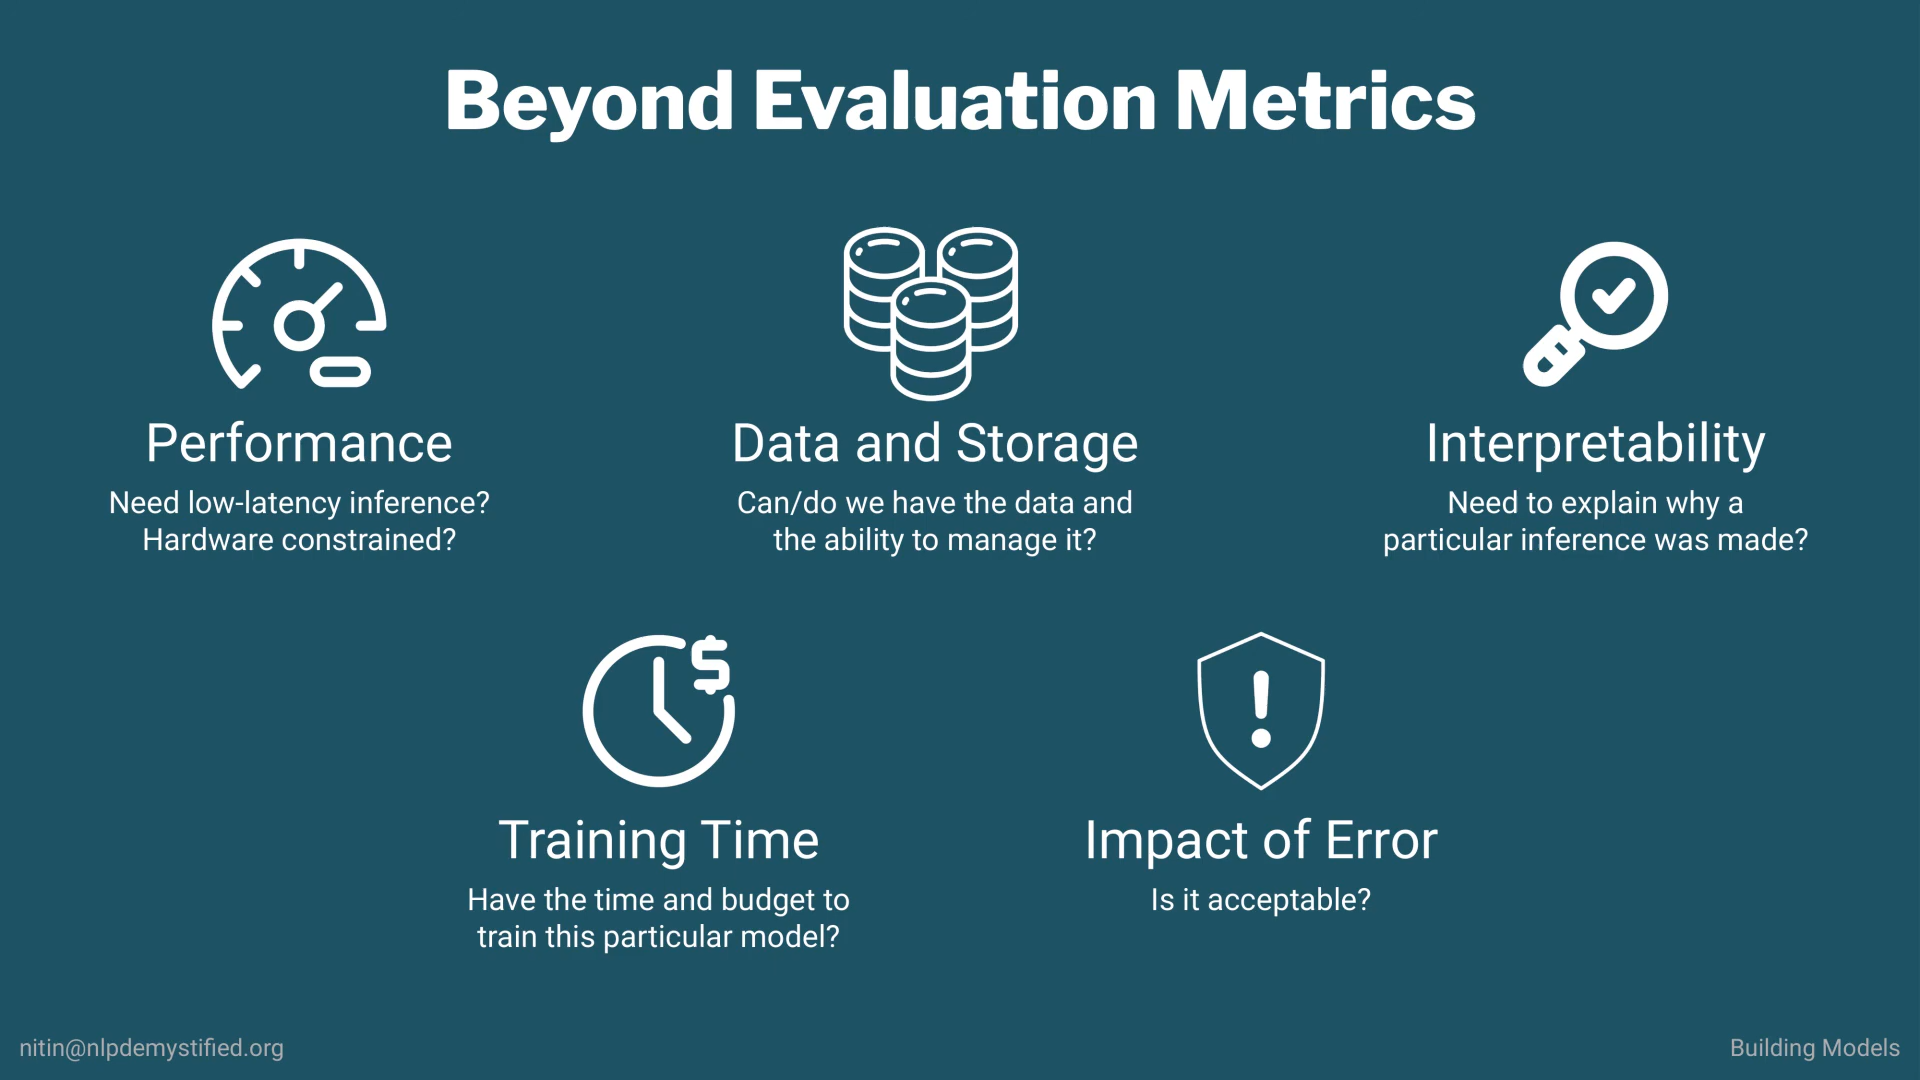 Beyond Evaluation Metrics
Performance
Need low-latency inference?
Hardware constrained?
Data and Storage
Can/do we have the data and
the ability to manage it?
Interpretability
Need to explain why a
particular inference was made?
$
Training Time
Have the time and budget to
train this particular model?
!
Impact of Error
Is it acceptable?
nitin@nlpdemystified.org
Building Models